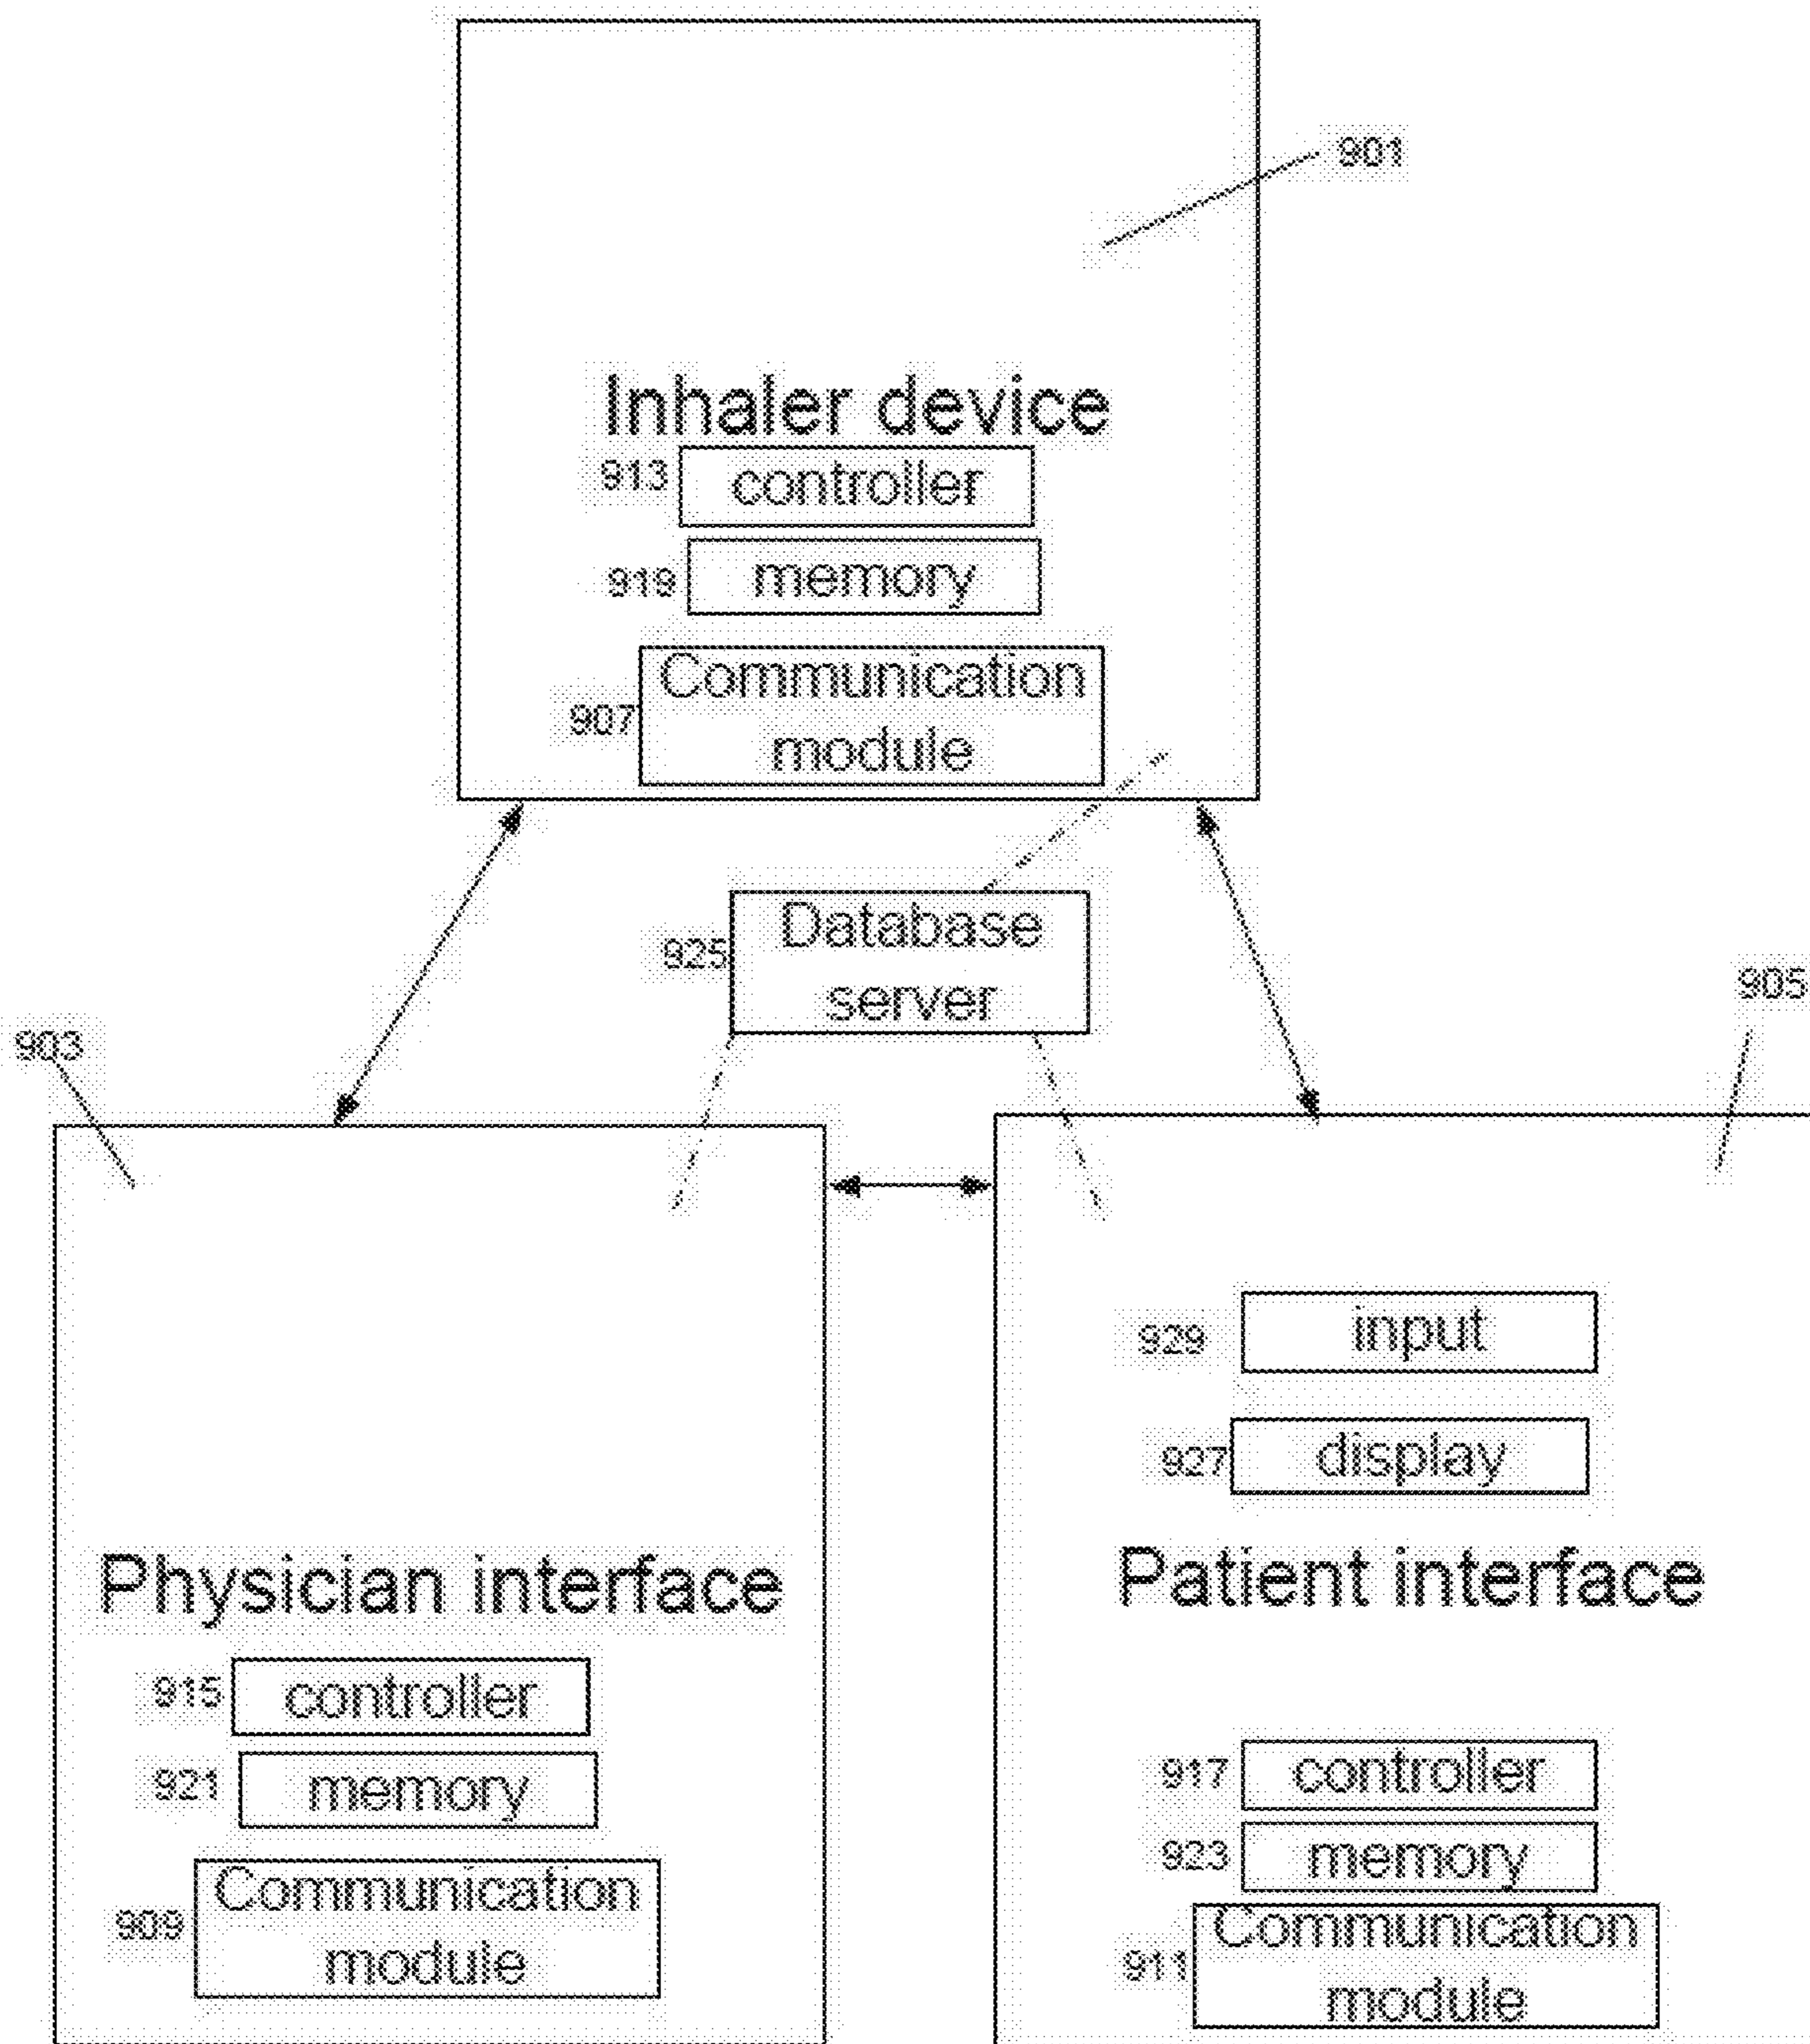 901
Inhaler device
913 controller
919 memory
907 Communication
module
925 Database
server
903
905
929 input
927 display
Physician interface
Patient interface
915 controller
921 memory
909 Communication
module
917 controller
923 memory
911 Communication
module